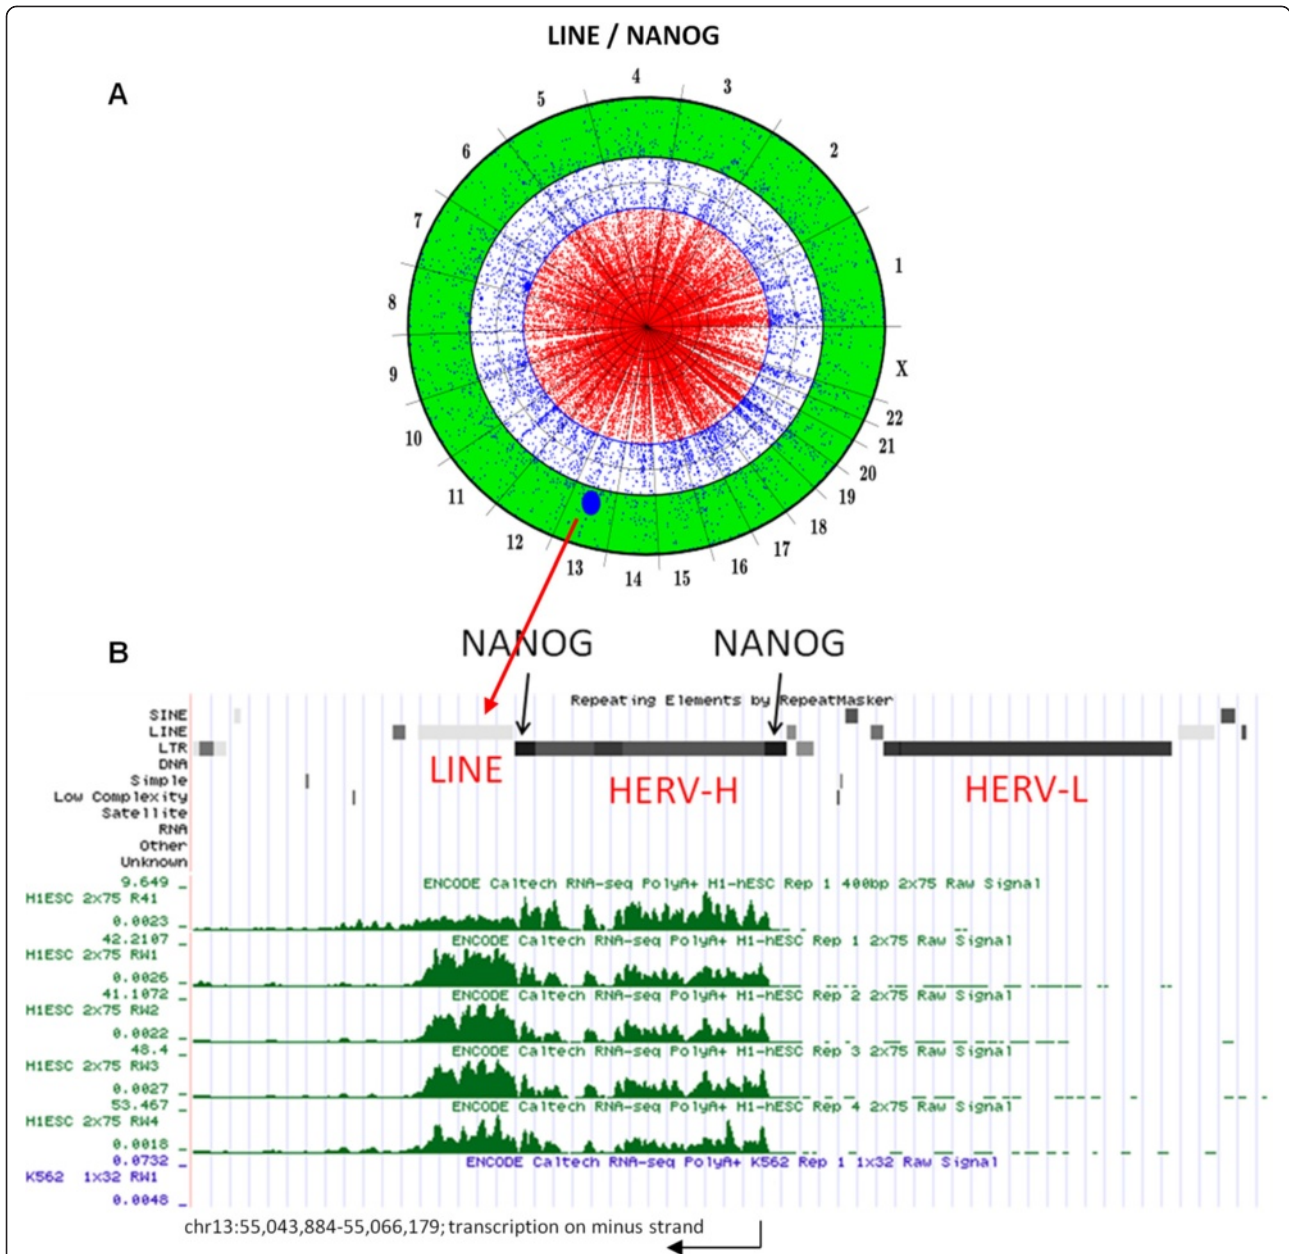 LINE / NANOG
A
4
3
5
2
6
7
1
8
X
9
22
10
21
20
11
19
18
12
17
13
16
14
15
B
NANOG
NANOG
Repeating Elements by RepeatMasker
SINE
LINE
LTR
DNA
Simple
Low Complexity
Satellite
RNA
Other
Unknown
LINE
HERV-H
HERV-L
9.649
ENCODE Caltech RNA-seq PolyA+ H1-hESC Rep 1 400bp 2x75 Raw Signal
H1ESC 2x75 R41
0.0023
42.2107
ENCODE Caltech RNA-seq PolyA+ H1-hESC Rep 1 2x75 Raw Signal
H1ESC 2x75 RW1
0.0026
41.1072
ENCODE Caltech RNA-seq PolyA+ H1-hESC Rep 2 2x75 Raw Signal
H1ESC 2x75 RW2
0.0022
48.4
ENCODE Caltech RNA-seq PolyA+ H1-hESC Rep 3 2x75 Raw Signal
H1ESC 2x75 RW3
0.0027
53.467
ENCODE Caltech RNA-seq PolyA+ H1-hESC Rep 4 2x75 Raw Signal
H1ESC 2x75 RW4
0.0018
0.0732
ENCODE Caltech RNA-seq PolyA+ K562 Rep 1 1x32 Raw Signal
K562 1x32 RW1
0.0048
chr13:55,043,884-55,066,179; transcription on minus strand